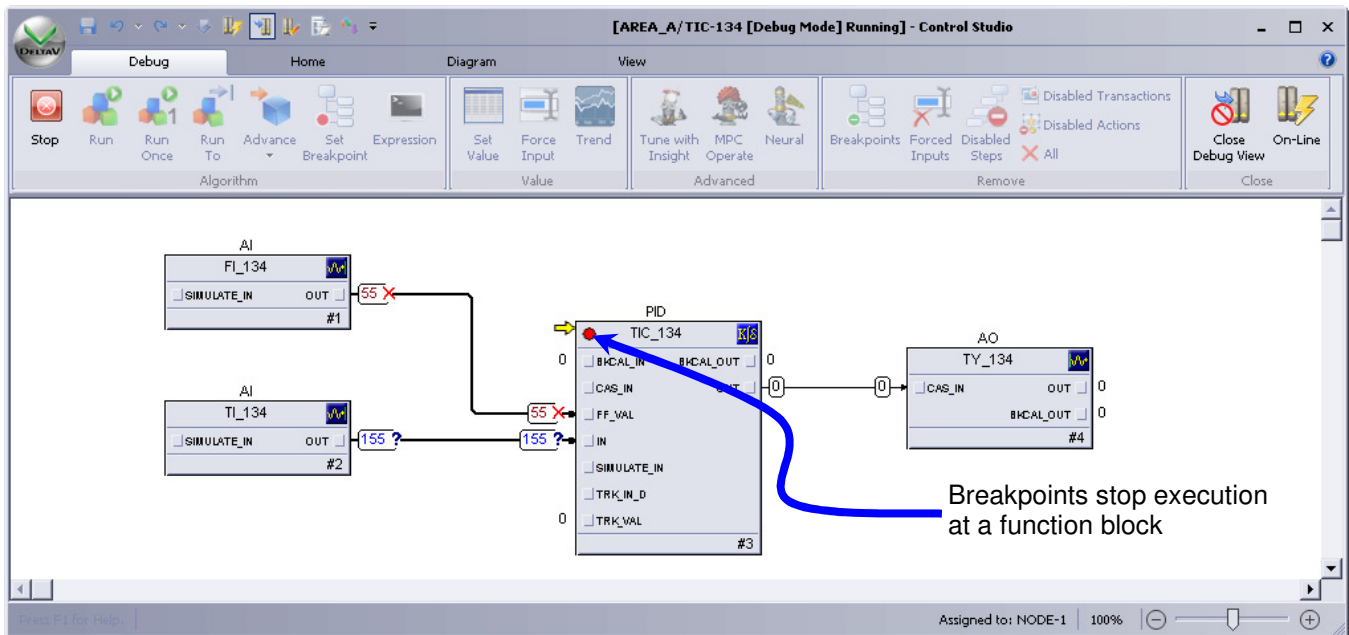 [AREA_A/TIC-134 [Debug Mode] Running] - Control Studio
DELTAV
Debug Home Diagram View
Stop
Run
Run Once
Run To
Advance
Set Breakpoint
Expression
Algorithm
Set Value
Force Input
Trend
Value
Tune with Insight
MPC Operate
Neural
Advanced
Breakpoints
Forced Inputs
Disabled Steps
Disabled Transactions
Disabled Actions
All
Remove
Close Debug View
On-Line
Close
AI
FI_134
SIMULATE_IN OUT
55
#1
AI
TI_134
SIMULATE_IN OUT
155 ?
#2
PID
TIC_134
0 BKCAL_IN BKCAL_OUT 0
CAS_IN OUT 0
55 FF_VAL
155 ? IN
SIMULATE_IN
TRK_IN_D
0 TRK_VAL
#3
AO
TY_134
0 CAS_IN OUT 0
BKCAL_OUT 0
#4
Breakpoints stop execution
at a function block
Press F1 for Help.
Assigned to: NODE-1 100%